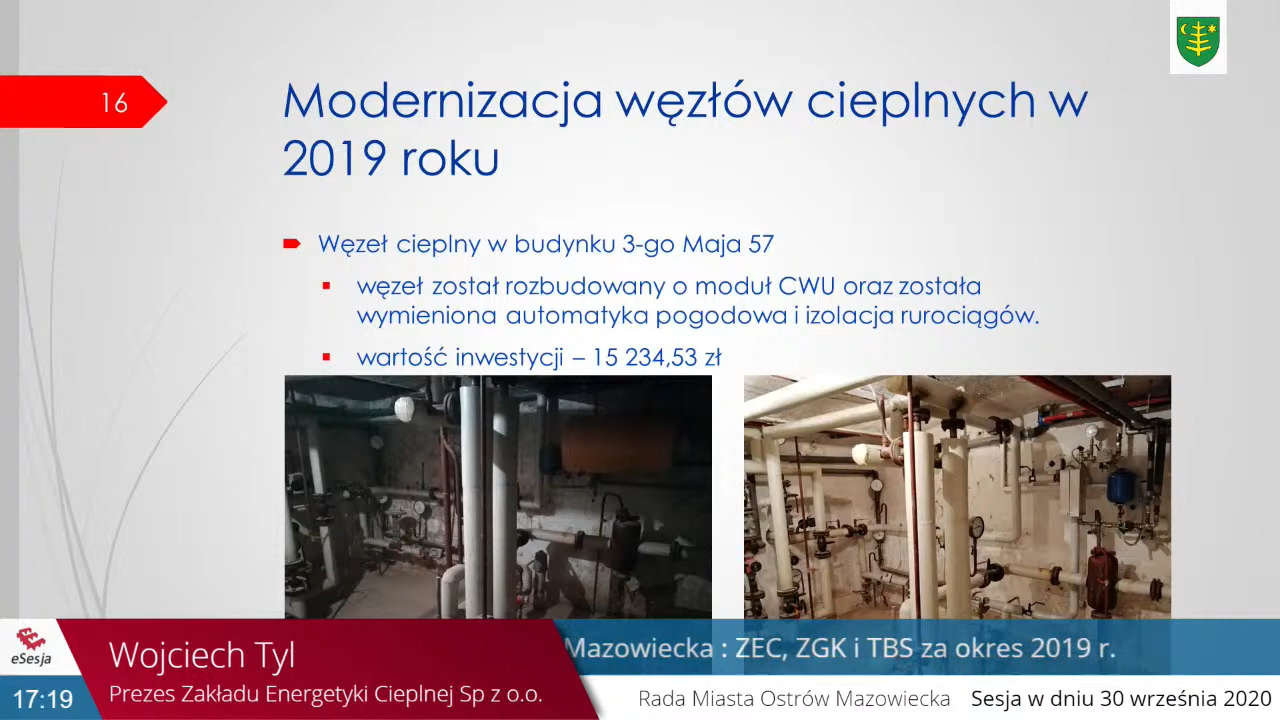 16
Modernizacja węzłów cieplnych w
2019 roku
Węzeł cieplny w budynku 3-go Maja 57
węzeł został rozbudowany o moduł CWU oraz została
wymieniona automatyka pogodowa i izolacja rurociągów.
wartość inwestycji – 15 234,53 zł
eSesja
17:19
Wojciech Tyl
Prezes Zakładu Energetyki Cieplnej Sp z o.o.
Mazowiecka : ZEC, ZGK i TBS za okres 2019 r.
Rada Miasta Ostrów Mazowiecka Sesja w dniu 30 września 2020